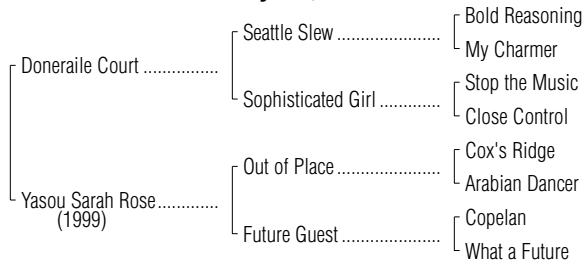 Bold Reasoning
Seattle Slew ..................
My Charmer
Doneraile Court ...............
Stop the Music
Sophisticated Girl .............
Close Control
Cox's Ridge
Out of Place ..................
Arabian Dancer
Yasou Sarah Rose.............
(1999)
Copelan
Future Guest ..................
What a Future